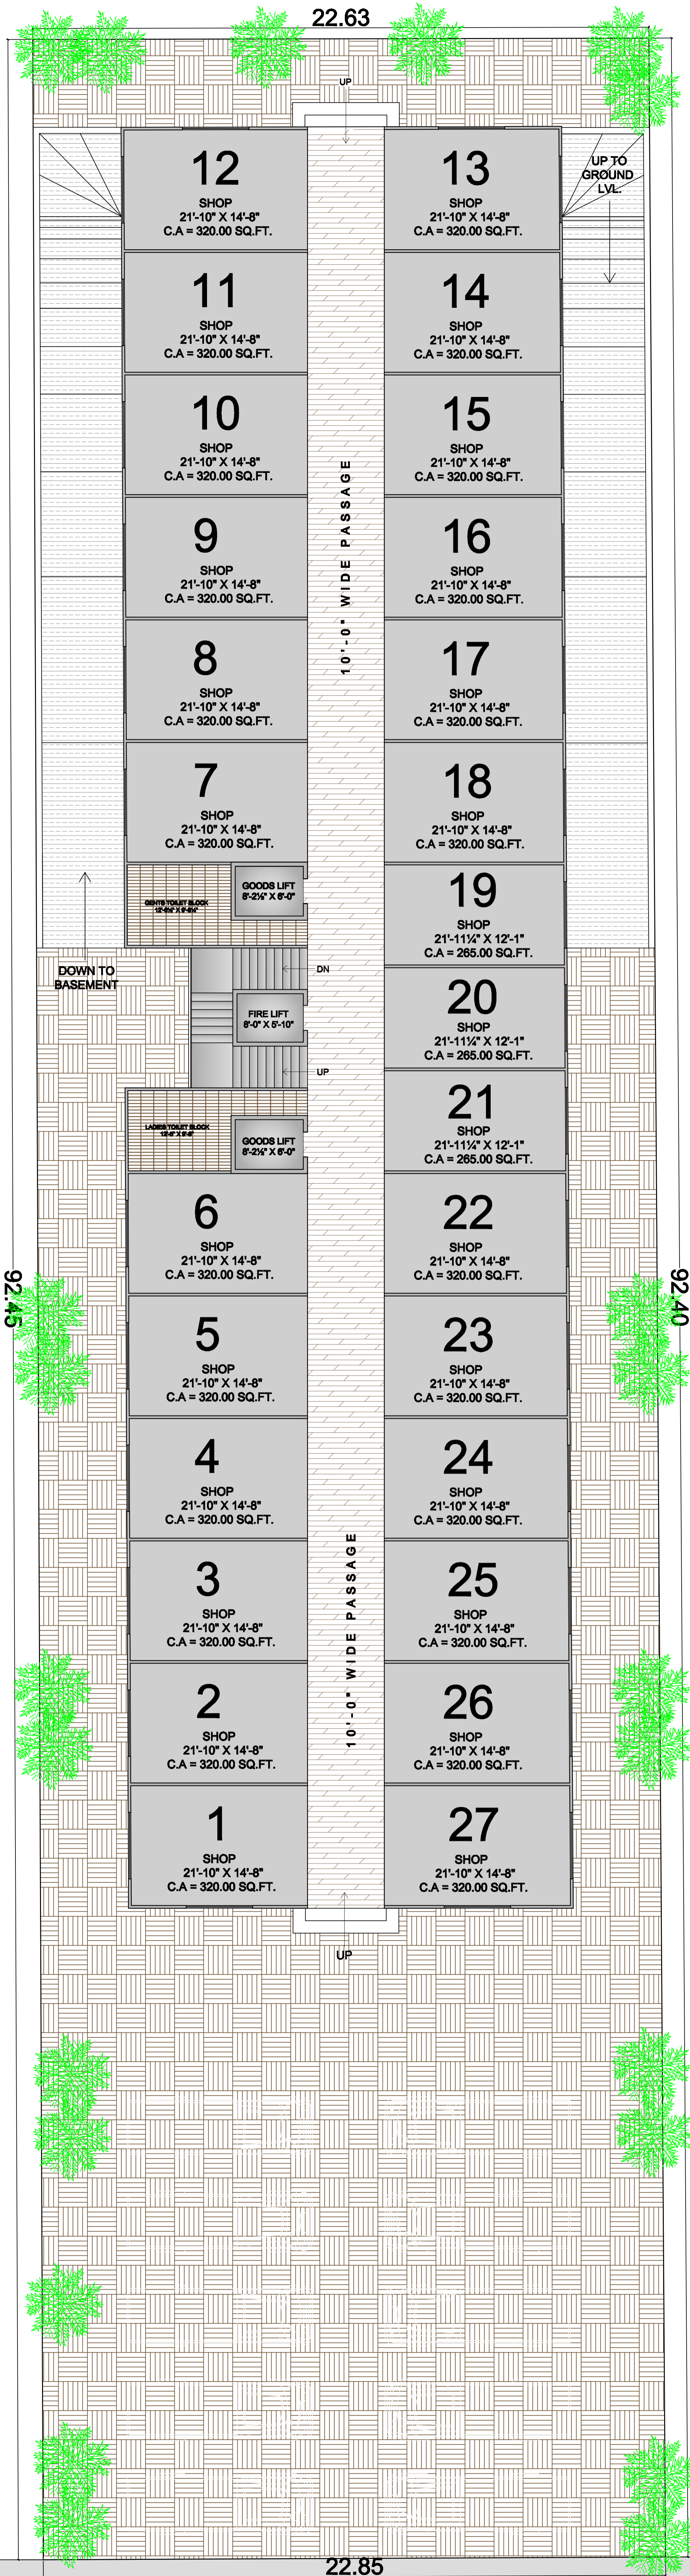 22.63
UP
12
SHOP
21'-10" X 14'-8"
C.A = 320.00 SQ.FT.
13
SHOP
21'-10" X 14'-8"
C.A = 320.00 SQ.FT.
UP TO
GROUND
LVL.
11
SHOP
21'-10" X 14'-8"
C.A = 320.00 SQ.FT.
14
SHOP
21'-10" X 14'-8"
C.A = 320.00 SQ.FT.
10
SHOP
21'-10" X 14'-8"
C.A = 320.00 SQ.FT.
15
SHOP
21'-10" X 14'-8"
C.A = 320.00 SQ.FT.
10'-0" WIDE PASSAGE
9
SHOP
21'-10" X 14'-8"
C.A = 320.00 SQ.FT.
16
SHOP
21'-10" X 14'-8"
C.A = 320.00 SQ.FT.
8
SHOP
21'-10" X 14'-8"
C.A = 320.00 SQ.FT.
17
SHOP
21'-10" X 14'-8"
C.A = 320.00 SQ.FT.
7
SHOP
21'-10" X 14'-8"
C.A = 320.00 SQ.FT.
18
SHOP
21'-10" X 14'-8"
C.A = 320.00 SQ.FT.
GENTS TOILET BLOCK
GOODS LIFT
8'-2½" X 6'-0"
19
SHOP
21'-11¼" X 12'-1"
C.A = 265.00 SQ.FT.
DOWN TO
BASEMENT
DN
FIRE LIFT
8'-0" X 5'-10"
UP
20
SHOP
21'-11¼" X 12'-1"
C.A = 265.00 SQ.FT.
LADIES TOILET BLOCK
GOODS LIFT
8'-2½" X 6'-0"
21
SHOP
21'-11¼" X 12'-1"
C.A = 265.00 SQ.FT.
6
SHOP
21'-10" X 14'-8"
C.A = 320.00 SQ.FT.
22
SHOP
21'-10" X 14'-8"
C.A = 320.00 SQ.FT.
92.45
92.40
5
SHOP
21'-10" X 14'-8"
C.A = 320.00 SQ.FT.
23
SHOP
21'-10" X 14'-8"
C.A = 320.00 SQ.FT.
4
SHOP
21'-10" X 14'-8"
C.A = 320.00 SQ.FT.
24
SHOP
21'-10" X 14'-8"
C.A = 320.00 SQ.FT.
10'-0" WIDE PASSAGE
3
SHOP
21'-10" X 14'-8"
C.A = 320.00 SQ.FT.
25
SHOP
21'-10" X 14'-8"
C.A = 320.00 SQ.FT.
2
SHOP
21'-10" X 14'-8"
C.A = 320.00 SQ.FT.
26
SHOP
21'-10" X 14'-8"
C.A = 320.00 SQ.FT.
1
SHOP
21'-10" X 14'-8"
C.A = 320.00 SQ.FT.
27
SHOP
21'-10" X 14'-8"
C.A = 320.00 SQ.FT.
UP
22.85